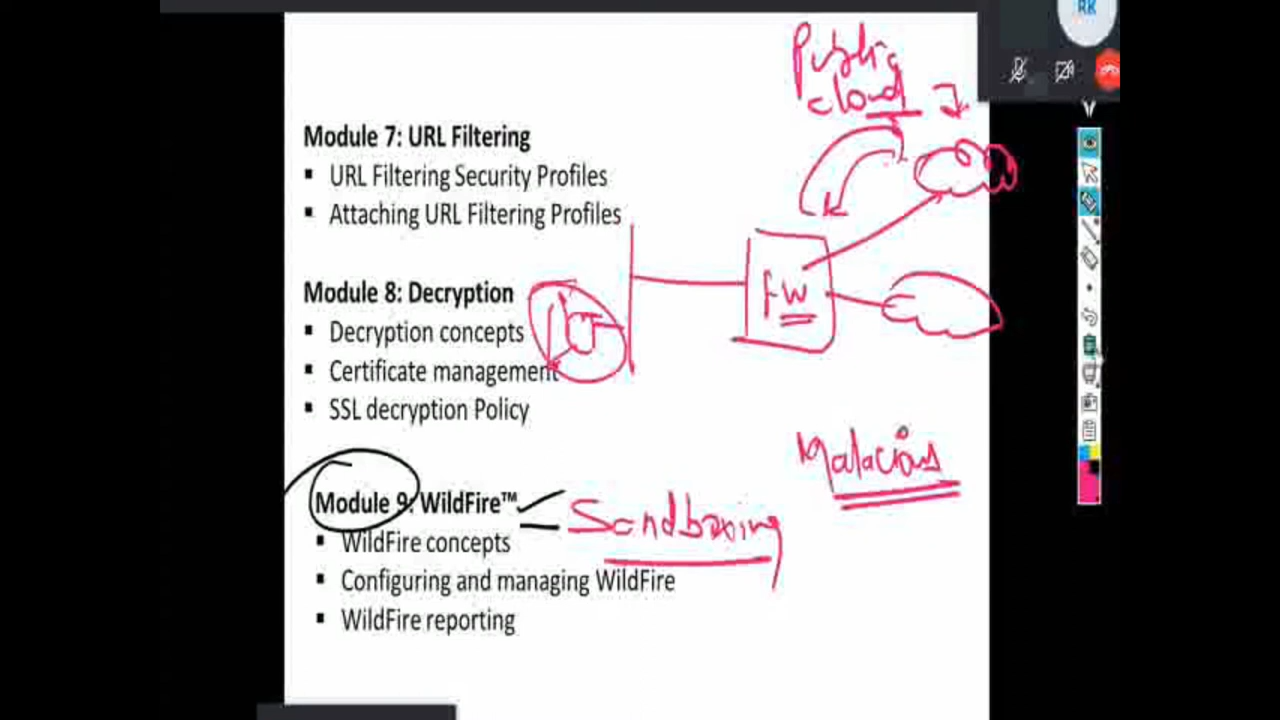 RK
Public
cloud
Module 7: URL Filtering
▪ URL Filtering Security Profiles
▪ Attaching URL Filtering Profiles
FW
Module 8: Decryption
▪ Decryption concepts
▪ Certificate management
▪ SSL decryption Policy
Malacious
Module 9: WildFire™
Sandboxing
▪ WildFire concepts
▪ Configuring and managing WildFire
▪ WildFire reporting